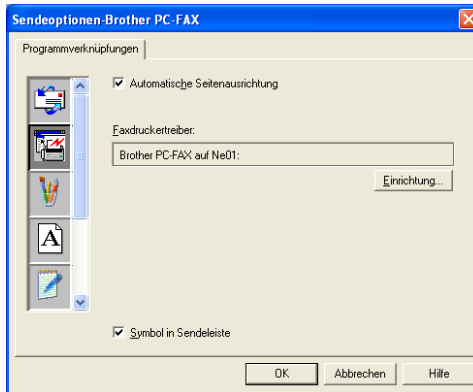 Sendeoptionen-Brother PC-FAX
Programmverknüpfungen
Automatische Seitenausrichtung
Faxdruckertreiber:
Brother PC-FAX auf Ne01:
Einrichtung...
A
Symbol in Sendeleiste
OK Abbrechen Hilfe